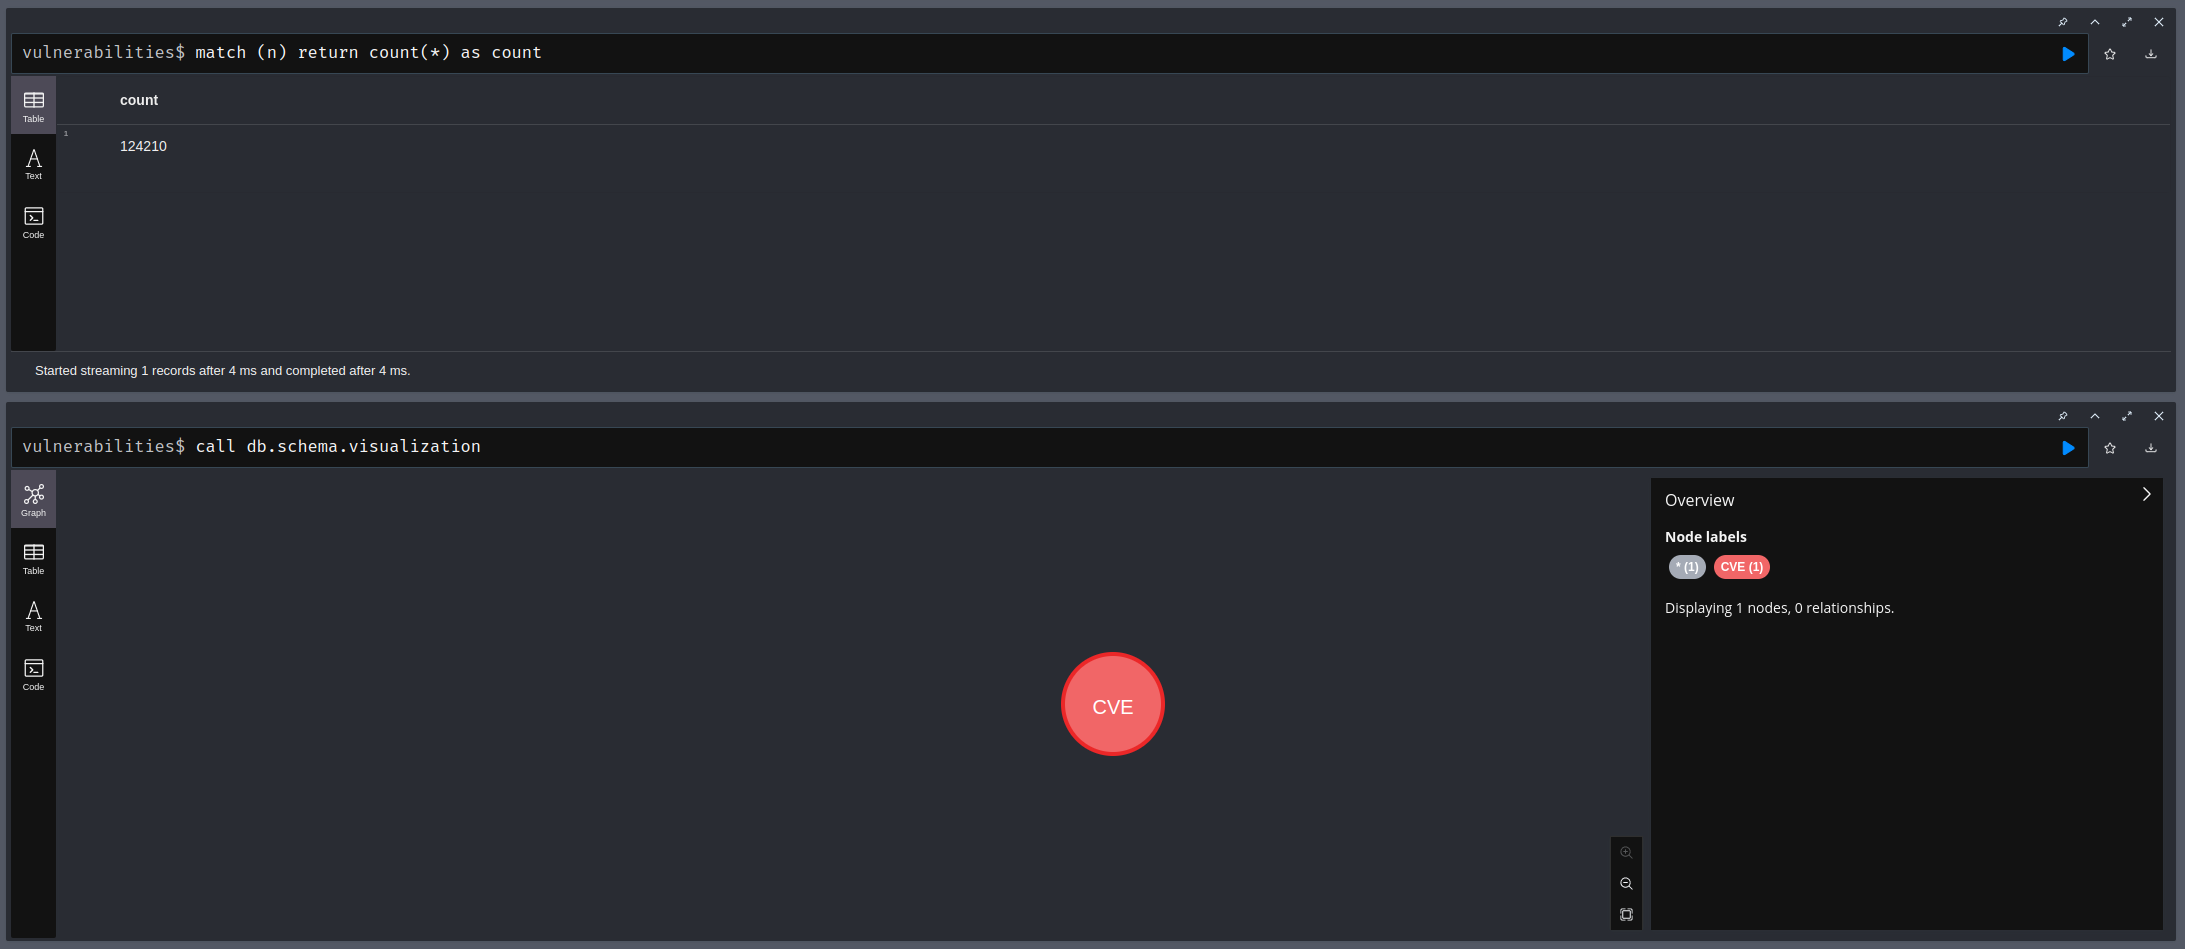 vulnerabilities$ match (n) return count(*) as count
Table
count
1
124210
Text
Code
Started streaming 1 records after 4 ms and completed after 4 ms.
vulnerabilities$ call db.schema.visualization
Graph
Table
Text
Code
CVE
Overview
Node labels
* (1) CVE (1)
Displaying 1 nodes, 0 relationships.